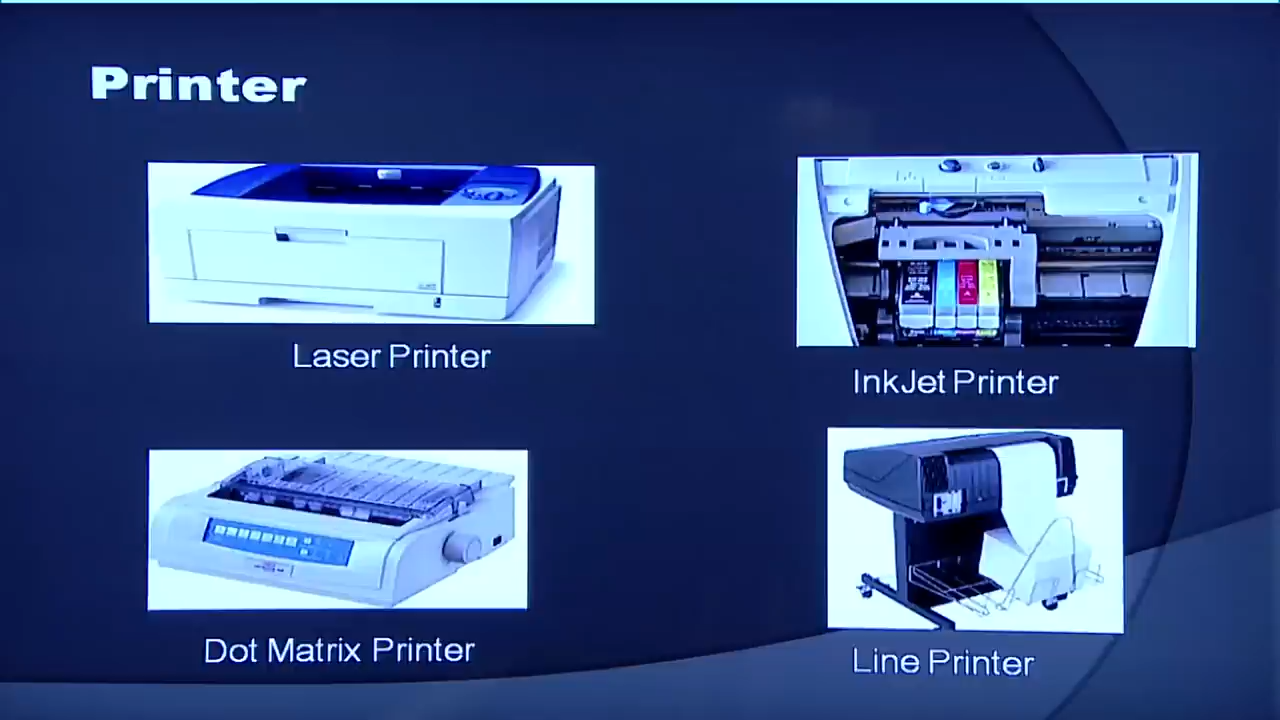 Printer
Laser Printer
InkJet Printer
Dot Matrix Printer
Line Printer